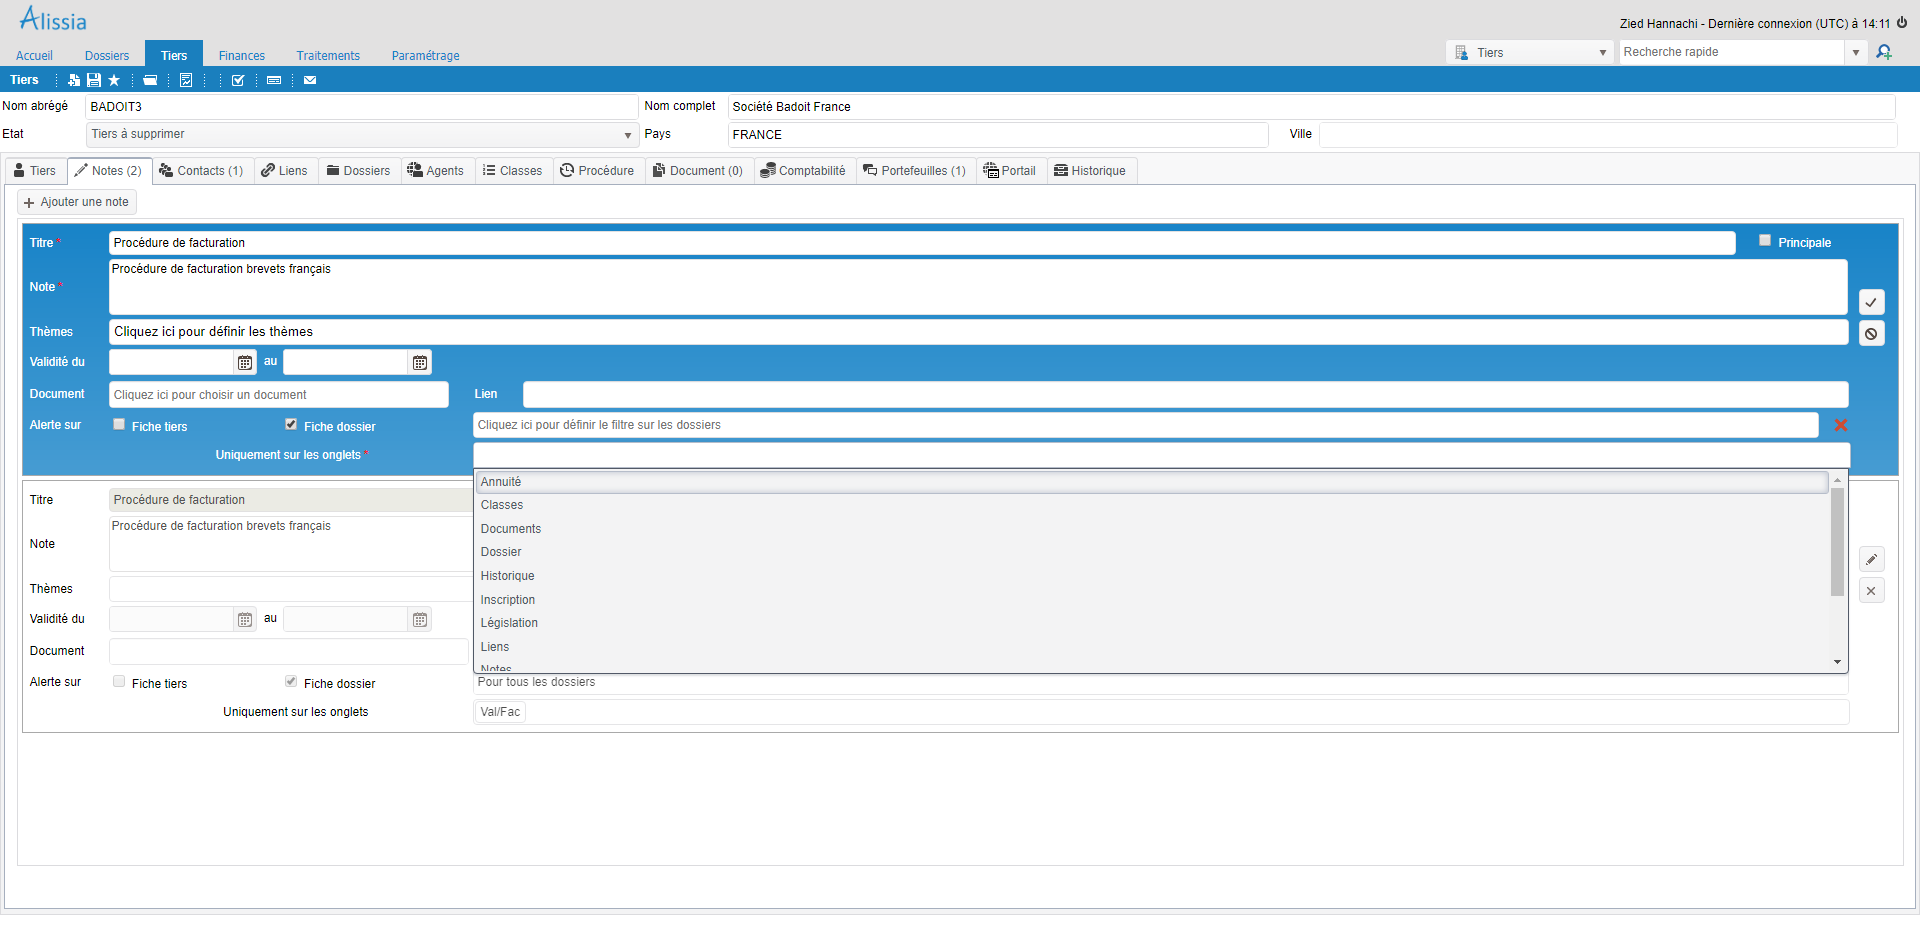 Alissia
Zied Hannachi - Dernière connexion (UTC) à 14:11
Accueil Dossiers Tiers Finances Traitements Paramétrage
Tiers Recherche rapide
Tiers
Nom abrégé BADOIT3 Nom complet Société Badoit France
Etat Tiers à supprimer Pays FRANCE Ville
Tiers Notes (2) Contacts (1) Liens Dossiers Agents Classes Procédure Document (0) Comptabilité Portefeuilles (1) Portail Historique
Ajouter une note
Titre * Procédure de facturation Principale
Note * Procédure de facturation brevets français
Thèmes Cliquez ici pour définir les thèmes
Validité du au
Document Cliquez ici pour choisir un document Lien
Alerte sur Fiche tiers Fiche dossier Cliquez ici pour définir le filtre sur les dossiers
Uniquement sur les onglets *
Annuité
Classes
Documents
Dossier
Historique
Inscription
Législation
Liens
Notes
Titre Procédure de facturation
Note Procédure de facturation brevets français
Thèmes
Validité du au
Document
Alerte sur Fiche tiers Fiche dossier Pour tous les dossiers
Uniquement sur les onglets Val/Fac